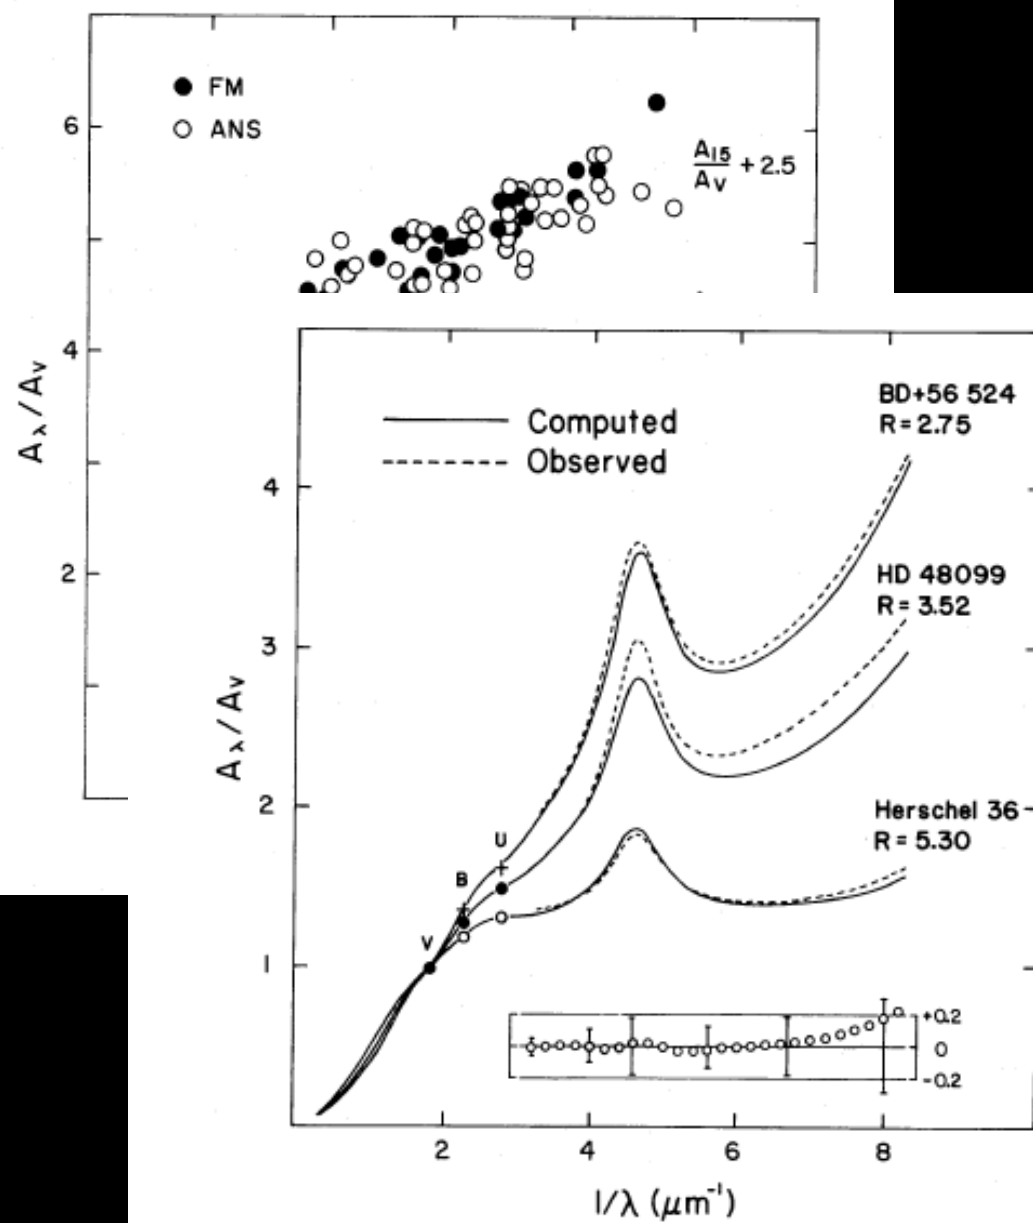 FM
ANS
6
A15/Av + 2.5
4
2
Aλ/Av
BD+56 524
R = 2.75
Computed
Observed
4
HD 48099
R = 3.52
3
Aλ/Av
2
Herschel 36
R = 5.30
U
B
V
1
+0.2
0
-0.2
2 4 6 8
1/λ (μm⁻¹)